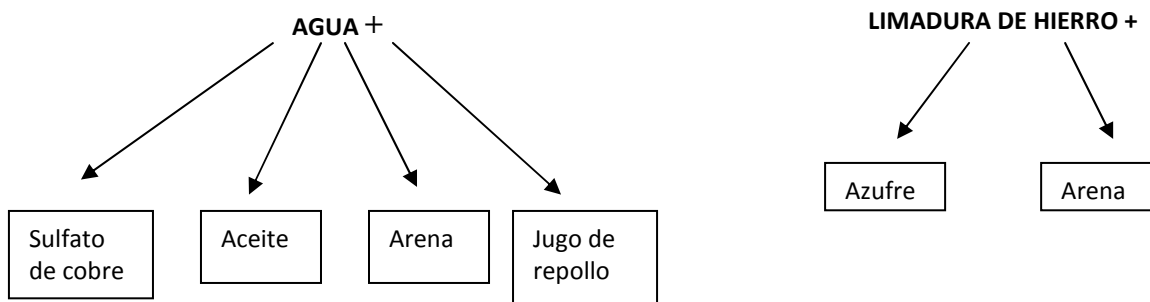 AGUA +
LIMADURA DE HIERRO +
Sulfato
de cobre
Aceite
Arena
Jugo de
repollo
Azufre
Arena